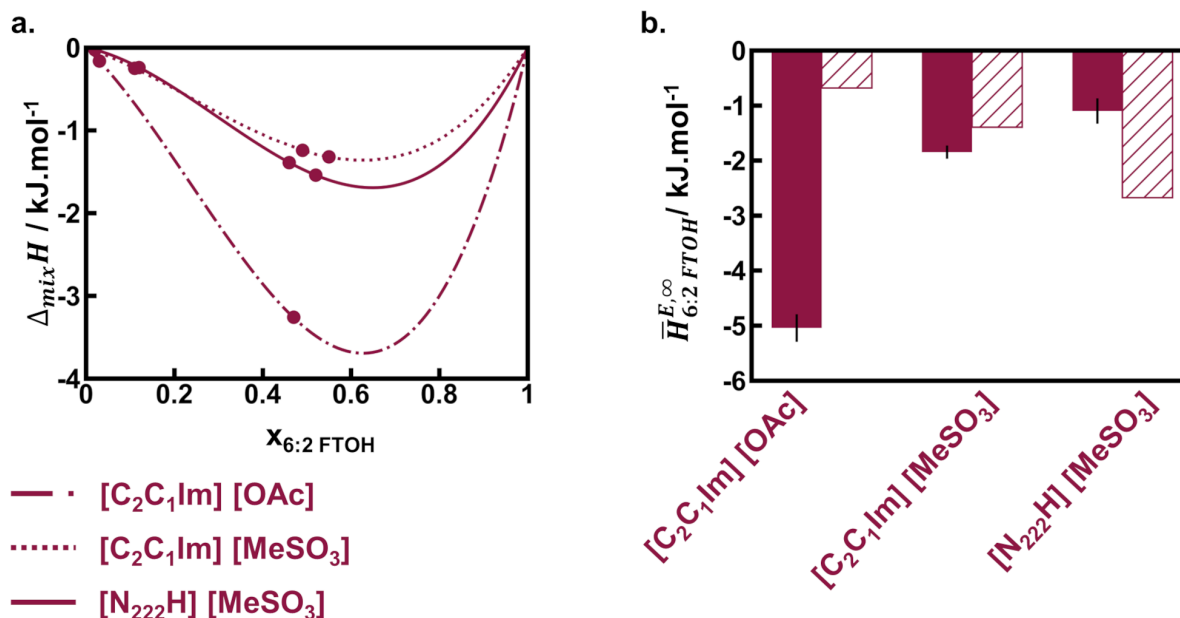 a.
0
-1
-2
-3
-4
Δ_mixH / kJ.mol⁻¹
0 0.2 0.4 0.6 0.8 1
x₆:₂ FTOH
[C₂C₁Im] [OAc]
[C₂C₁Im] [MeSO₃]
[N₂₂₂H] [MeSO₃]
b.
0
-1
-2
-3
-4
-5
-6
H̅^E,∞_6:2 FTOH / kJ.mol⁻¹
[C₂C₁Im] [OAc]
[C₂C₁Im] [MeSO₃]
[N₂₂₂H] [MeSO₃]